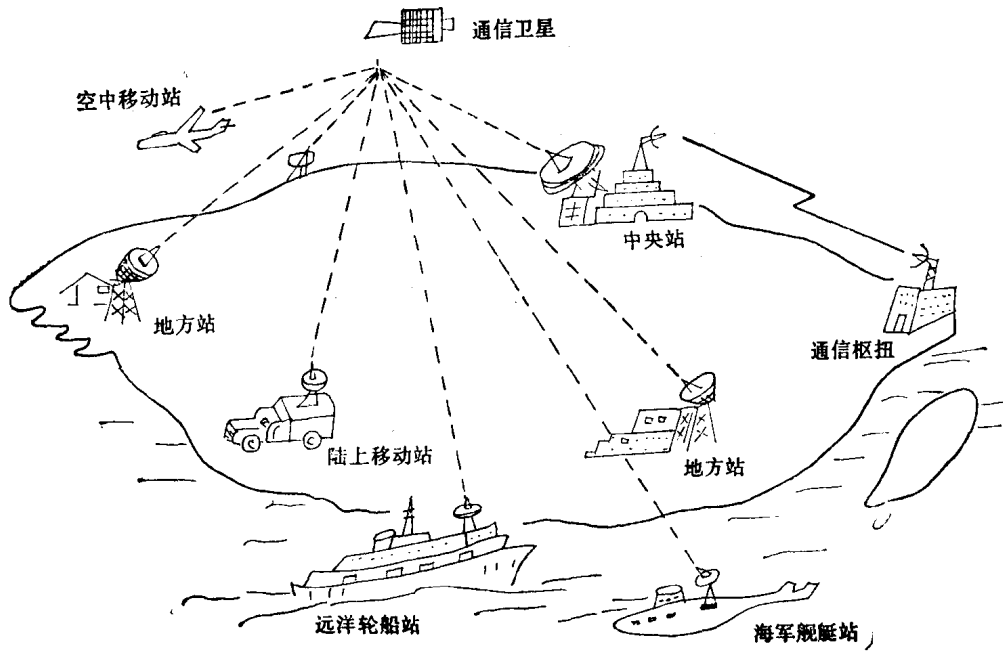 通信卫星
空中移动站
中央站
地方站
通信枢扭
陆上移动站
地方站
远洋轮船站
海军舰艇站